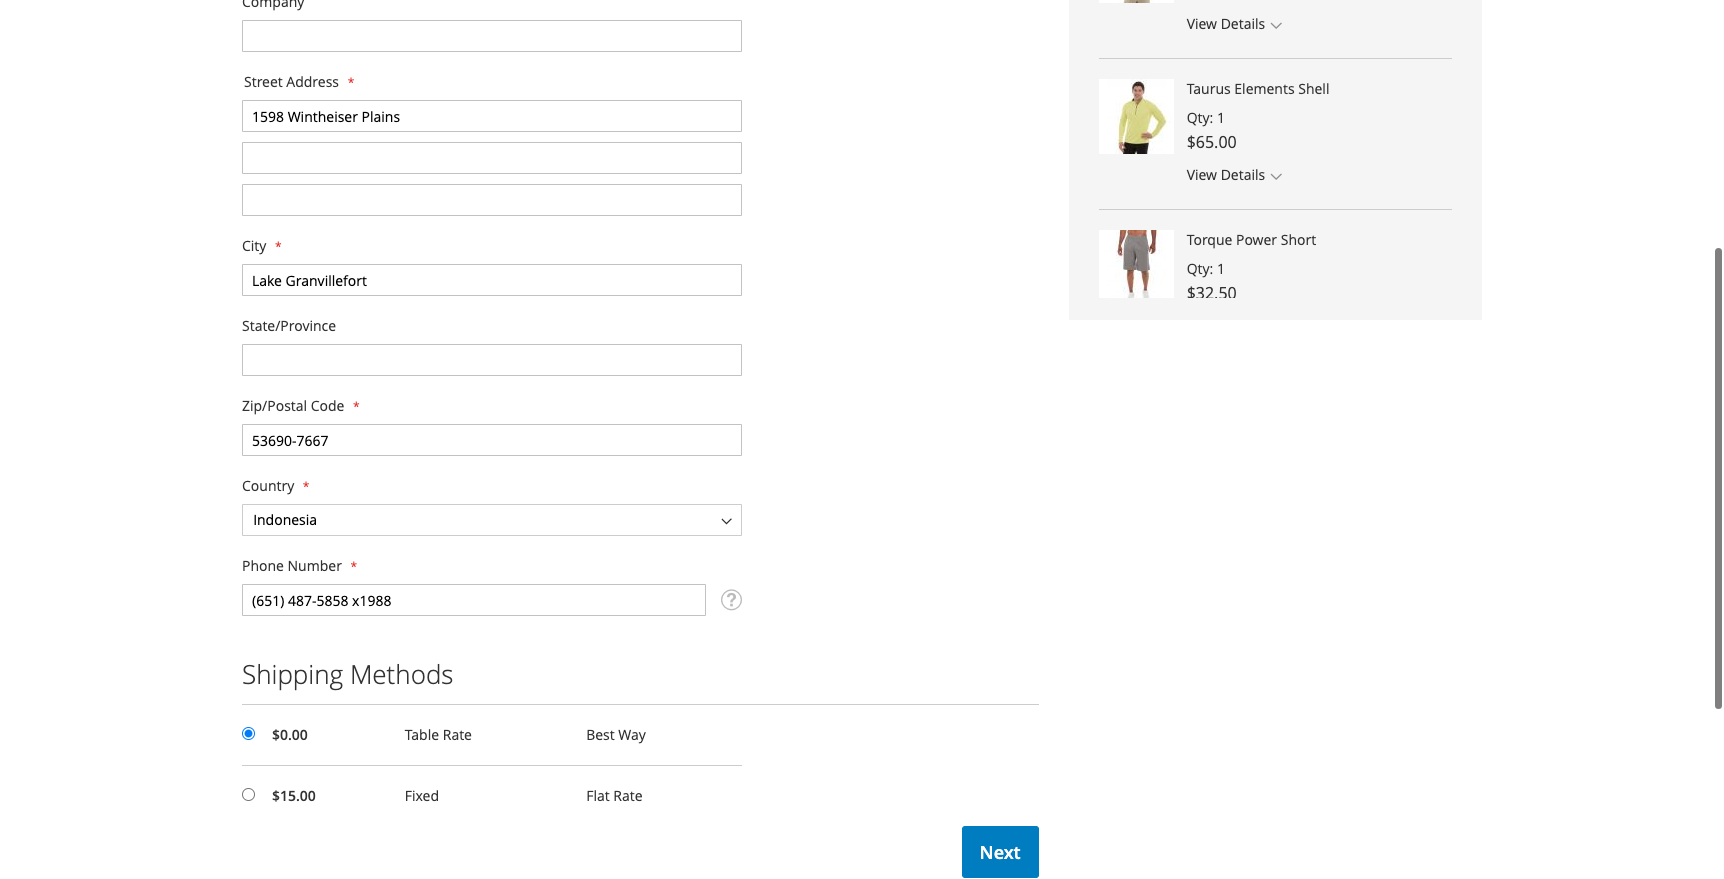 Company
Street Address *
1598 Wintheiser Plains
City *
Lake Granvillefort
State/Province
Zip/Postal Code *
53690-7667
Country *
Indonesia
Phone Number *
(651) 487-5858 x1988
?
Shipping Methods
$0.00 Table Rate Best Way
$15.00 Fixed Flat Rate
Next
View Details
Taurus Elements Shell
Qty: 1
$65.00
View Details
Torque Power Short
Qty: 1
$32.50